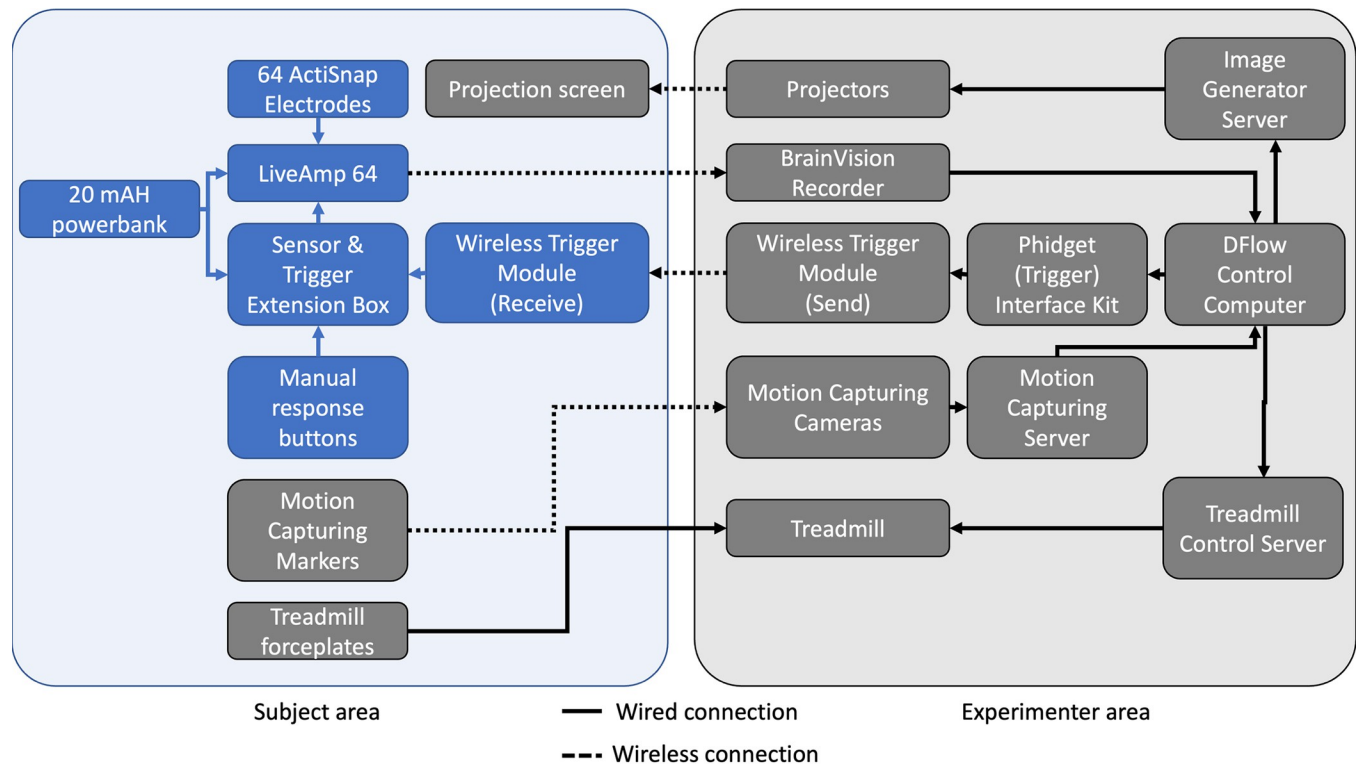 64 ActiSnap
Electrodes
Projection screen
Projectors
Image
Generator
Server
LiveAmp 64
BrainVision
Recorder
20 mAH
powerbank
Sensor &
Trigger
Extension Box
Wireless Trigger
Module
(Receive)
Wireless Trigger
Module
(Send)
Phidget
(Trigger)
Interface Kit
DFlow
Control
Computer
Manual
response
buttons
Motion Capturing
Cameras
Motion
Capturing
Server
Motion
Capturing
Markers
Treadmill
Treadmill
Control Server
Treadmill
forceplates
Subject area
Wired connection
Experimenter area
Wireless connection